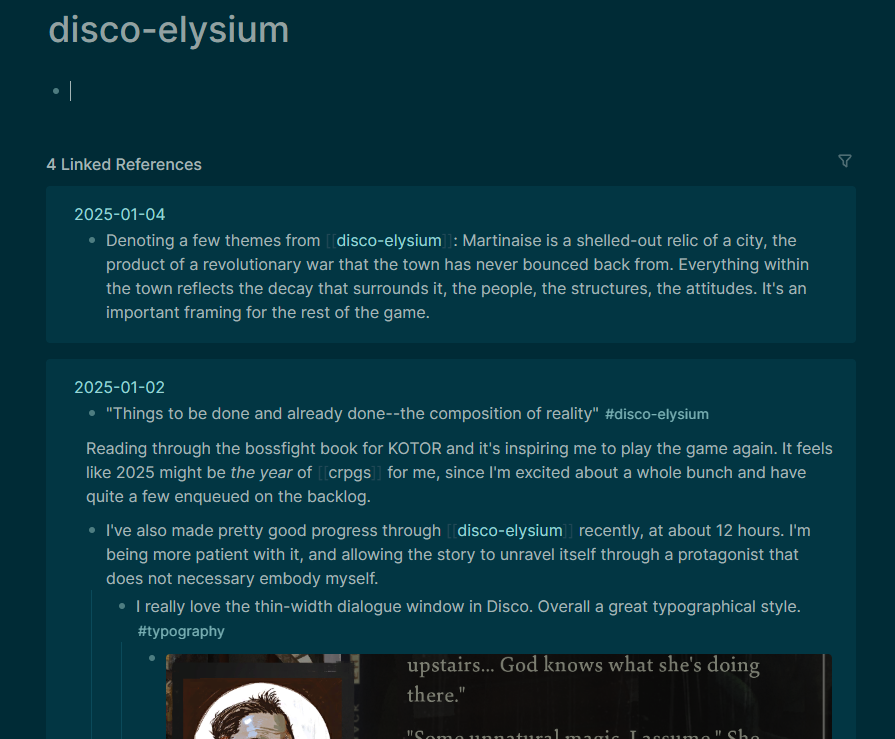 disco-elysium
4 Linked References
2025-01-04
Denoting a few themes from [[disco-elysium]]: Martinaise is a shelled-out relic of a city, the
product of a revolutionary war that the town has never bounced back from. Everything within
the town reflects the decay that surrounds it, the people, the structures, the attitudes. It's an
important framing for the rest of the game.
2025-01-02
"Things to be done and already done--the composition of reality" #disco-elysium
Reading through the bossfight book for KOTOR and it's inspiring me to play the game again. It feels
like 2025 might be the year of [[crpgs]] for me, since I'm excited about a whole bunch and have
quite a few enqueued on the backlog.
I've also made pretty good progress through [[disco-elysium]] recently, at about 12 hours. I'm
being more patient with it, and allowing the story to unravel itself through a protagonist that
does not necessary embody myself.
I really love the thin-width dialogue window in Disco. Overall a great typographical style.
#typography
upstairs... God knows what she's doing
there."
"Some unnatural magic, I assume." She